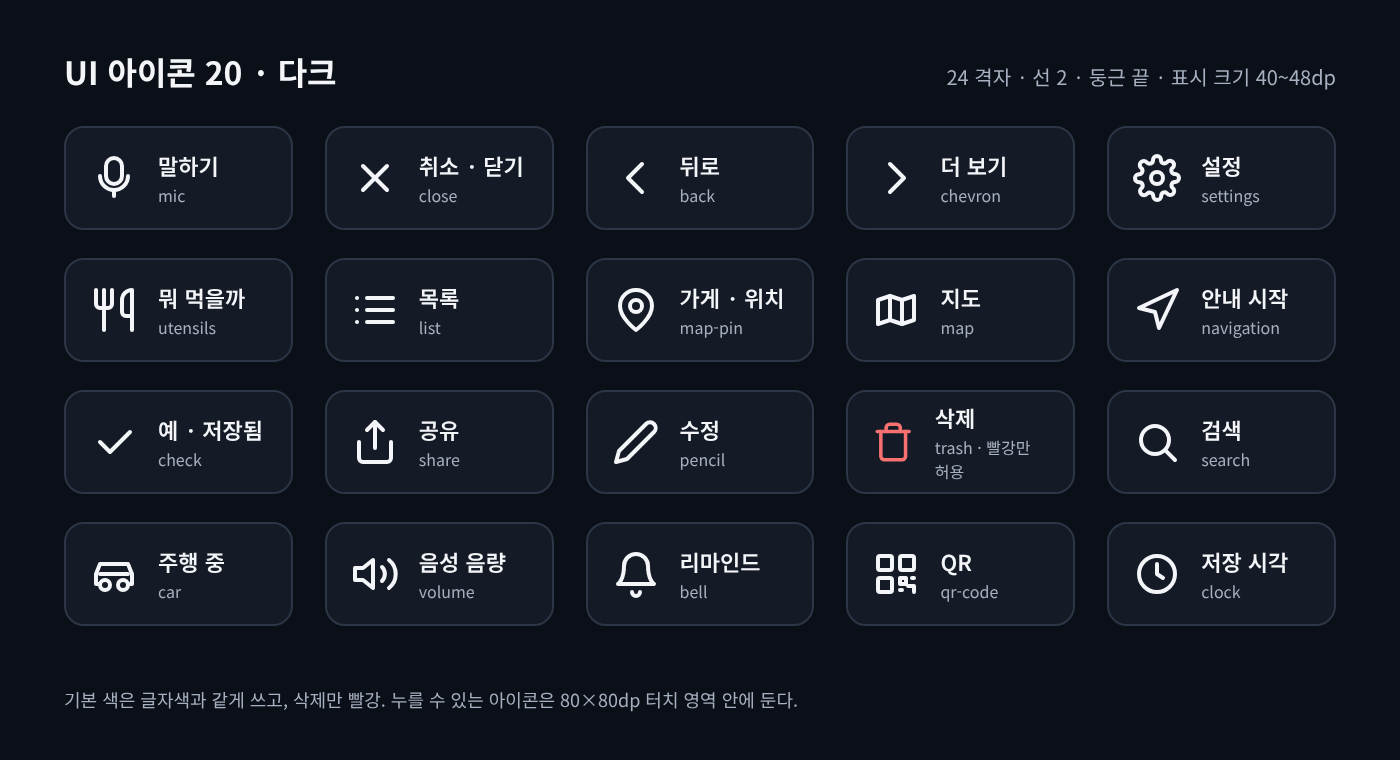 UI 아이콘 20 · 다크
24 격자 · 선 2 · 둥근 끝 · 표시 크기 40~48dp
말하기
mic
취소 · 닫기
close
뒤로
back
더 보기
chevron
설정
settings
뭐 먹을까
utensils
목록
list
가게 · 위치
map-pin
지도
map
안내 시작
navigation
예 · 저장됨
check
공유
share
수정
pencil
삭제
trash · 빨강만
허용
검색
search
주행 중
car
음성 음량
volume
리마인드
bell
QR
qr-code
저장 시각
clock
기본 색은 글자색과 같게 쓰고, 삭제만 빨강. 누를 수 있는 아이콘은 80×80dp 터치 영역 안에 둔다.